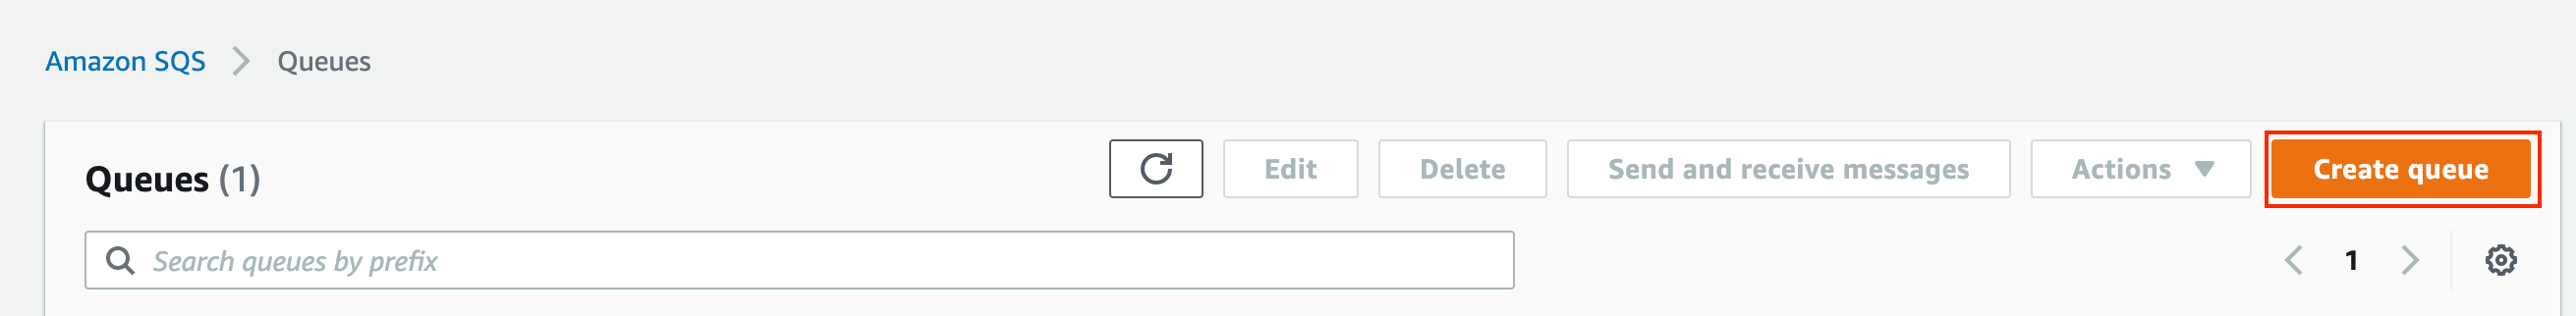 Amazon SQS > Queues
Queues (1)
Edit
Delete
Send and receive messages
Actions
Create queue
Search queues by prefix
1